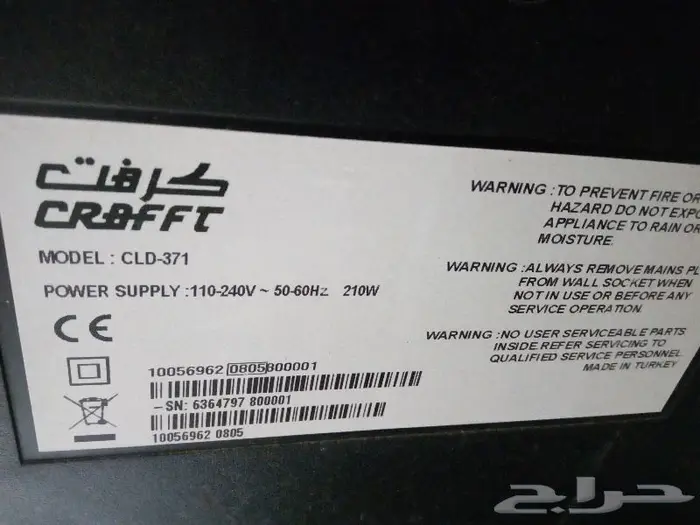 كرفت
CROFFT
MODEL : CLD-371
POWER SUPPLY :110-240V ~ 50-60Hz 210W
CE
10056962 0805 800001
-SN: 6364797 800001
10056962 0805
WARNING :TO PREVENT FIRE OR
HAZARD DO NOT EXPO
APPLIANCE TO RAIN OR
MOISTURE.
WARNING :ALWAYS REMOVE MAINS PL
FROM WALL SOCKET WHEN
NOT IN USE OR BEFORE ANY
SERVICE OPERATION.
WARNING :NO USER SERVICEABLE PARTS
INSIDE.REFER SERVICING TO
QUALIFIED SERVICE PERSONNEL.
MADE IN TURKEY
حراج